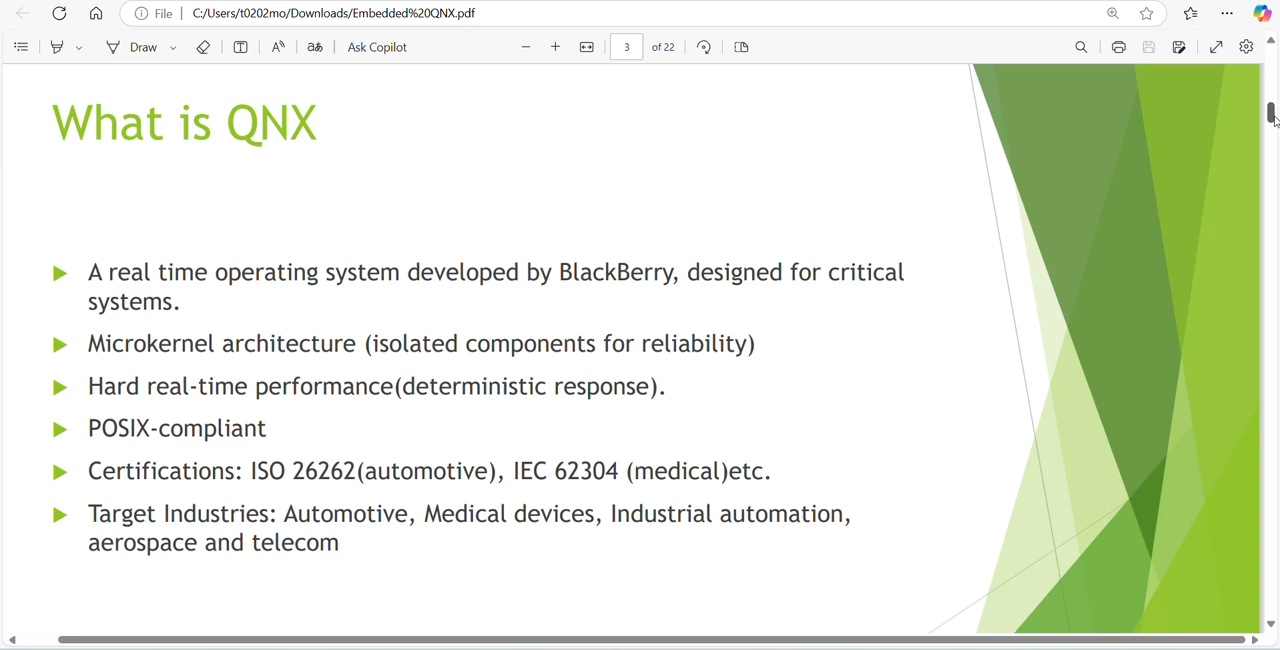 File
C:/Users/t0202mo/Downloads/Embedded%20QNX.pdf
Draw
T
A
aあ
Ask Copilot
3
of 22
What is QNX
A real time operating system developed by BlackBerry, designed for critical
systems.
Microkernel architecture (isolated components for reliability)
Hard real-time performance(deterministic response).
POSIX-compliant
Certifications: ISO 26262(automotive), IEC 62304 (medical)etc.
Target Industries: Automotive, Medical devices, Industrial automation,
aerospace and telecom